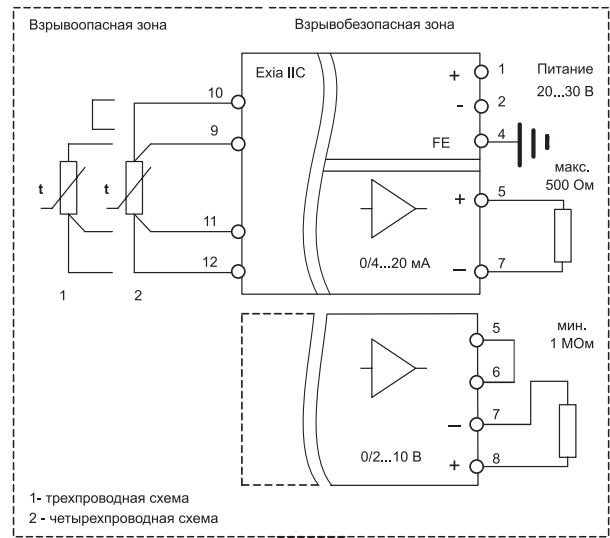 Взрывоопасная зона
Взрывобезопасная зона
Exia IIC
+ 1 Питание
20...30 В
- 2
10
9
FE 4
макс.
500 Ом
t
t
+ 5
11
12
0/4...20 мА
– 7
1
2
5
мин.
1 МОм
6
– 7
0/2...10 В
+ 8
1- трехпроводная схема
2 - четырехпроводная схема